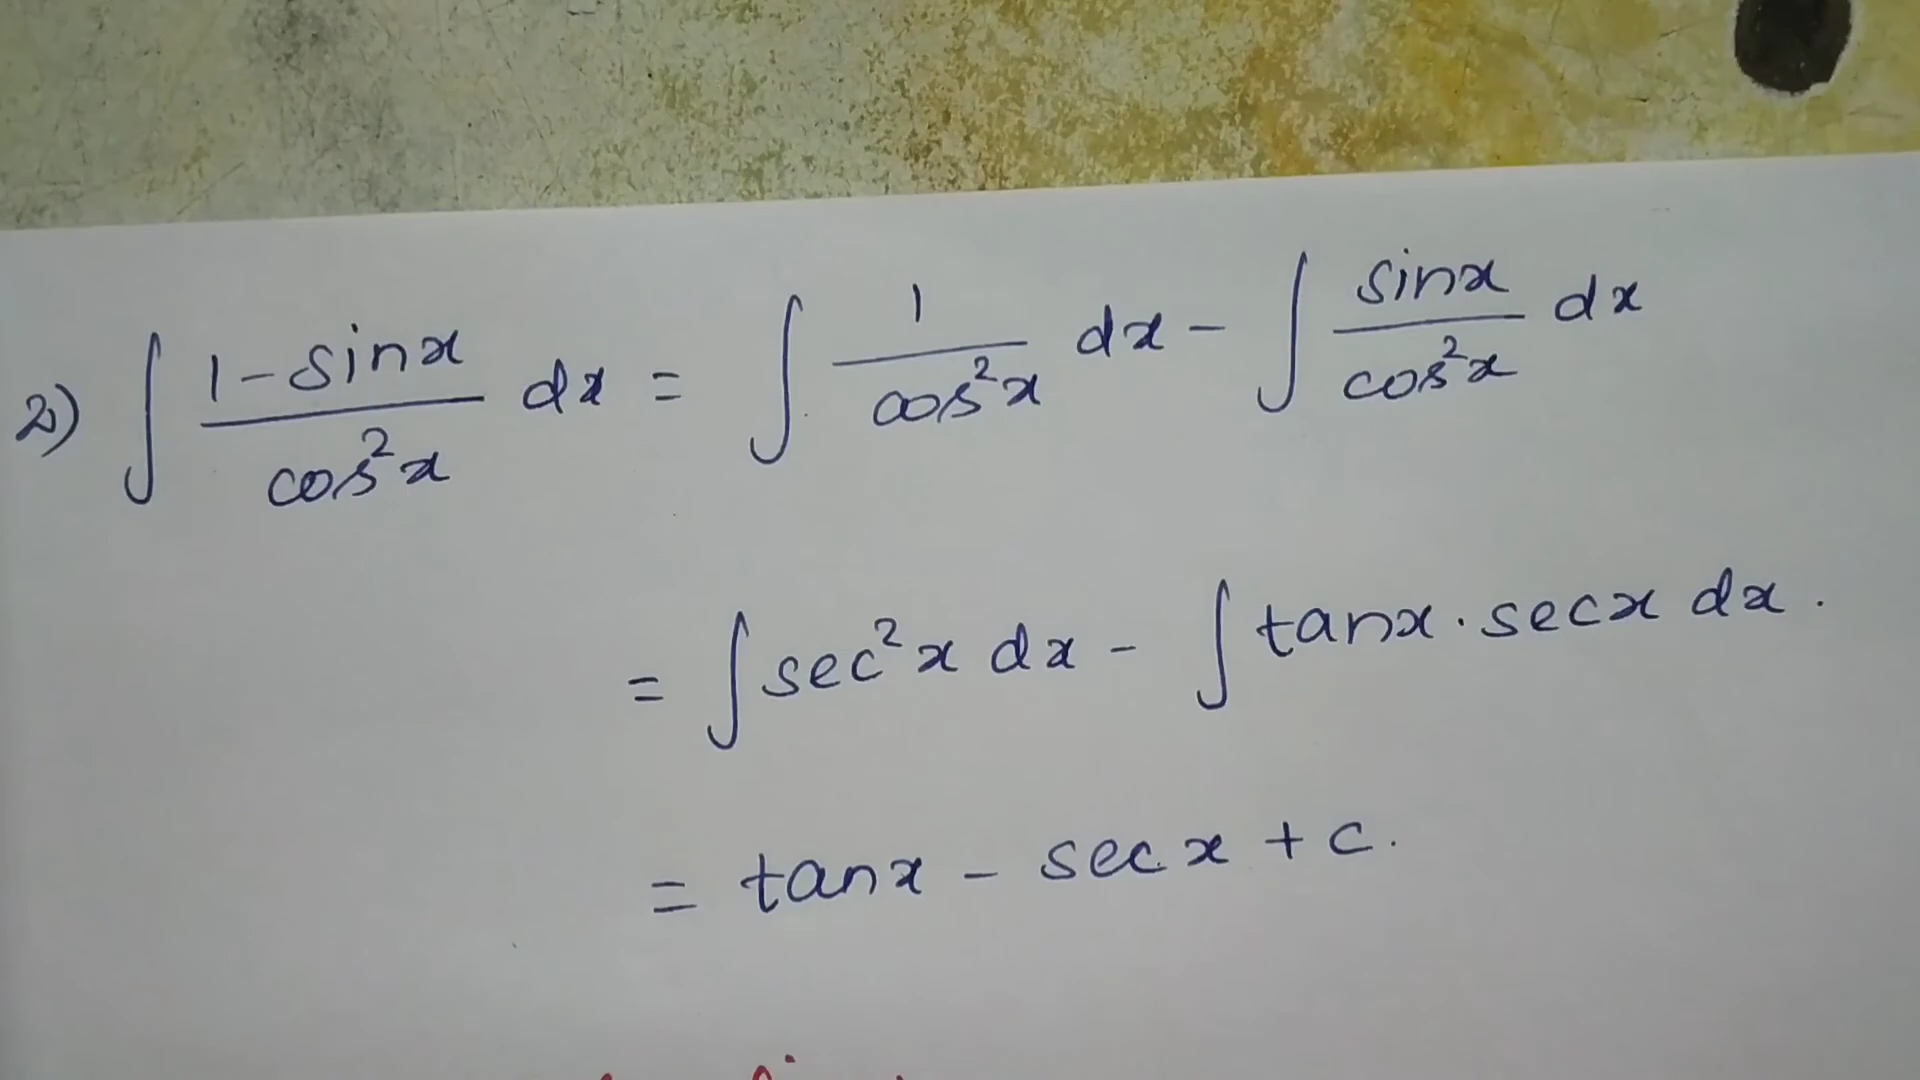 2) ∫ (1-sinx)/(cos²x) dx = ∫ 1/(cos²x) dx - ∫ sinx/(cos²x) dx
= ∫ sec²x dx - ∫ tanx · secx dx.
= tanx - secx + c.